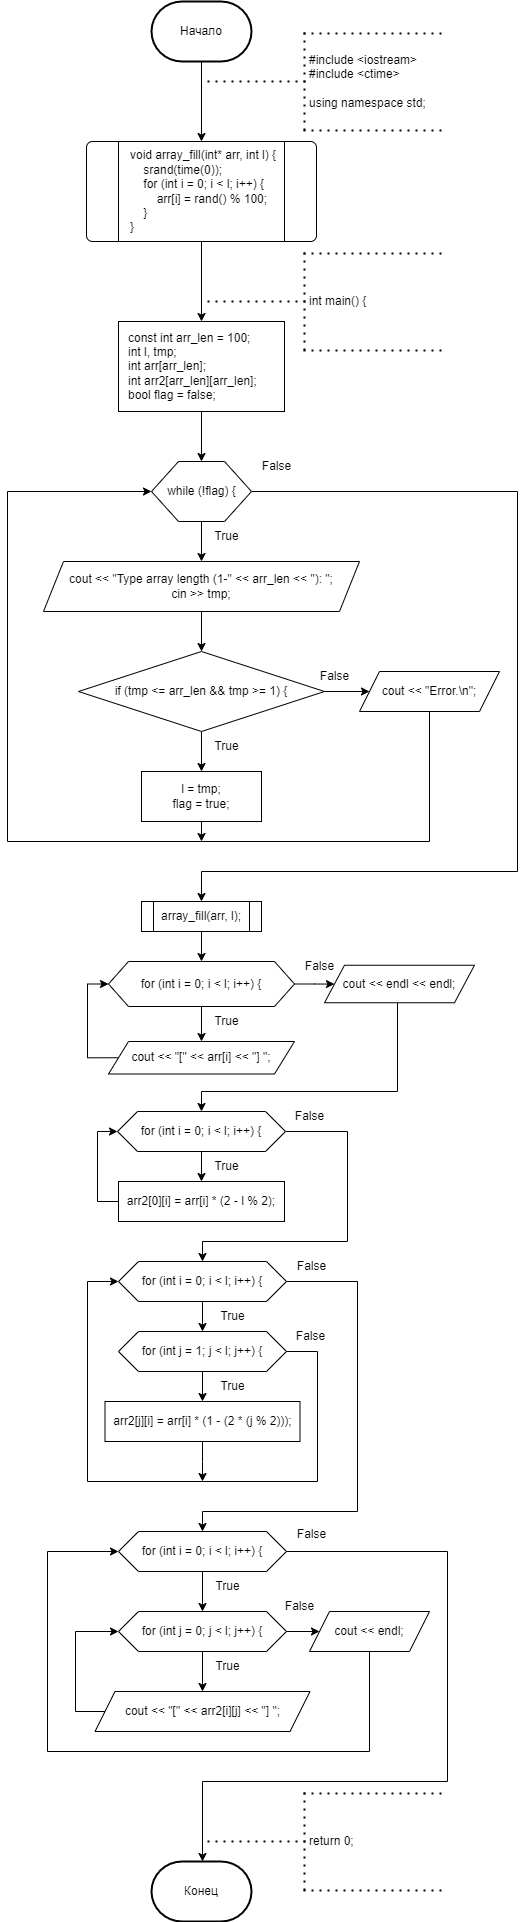 Начало
#include <iostream>
#include <ctime>
using namespace std;
void array_fill(int* arr, int l) {
srand(time(0));
for (int i = 0; i < l; i++) {
arr[i] = rand() % 100;
}
}
int main() {
const int arr_len = 100;
int l, tmp;
int arr[arr_len];
int arr2[arr_len][arr_len];
bool flag = false;
False
while (!flag) {
True
cout << "Type array length (1-" << arr_len << "): ";
cin >> tmp;
False
if (tmp <= arr_len && tmp >= 1) {
cout << "Error.\n";
True
l = tmp;
flag = true;
array_fill(arr, l);
False
for (int i = 0; i < l; i++) {
cout << endl << endl;
True
cout << "[" << arr[i] << "] ";
False
for (int i = 0; i < l; i++) {
True
arr2[0][i] = arr[i] * (2 - l % 2);
False
for (int i = 0; i < l; i++) {
True
False
for (int j = 1; j < l; j++) {
True
arr2[j][i] = arr[i] * (1 - (2 * (j % 2)));
False
for (int i = 0; i < l; i++) {
True
False
for (int j = 0; j < l; j++) {
cout << endl;
True
cout << "[" << arr2[i][j] << "] ";
return 0;
Конец